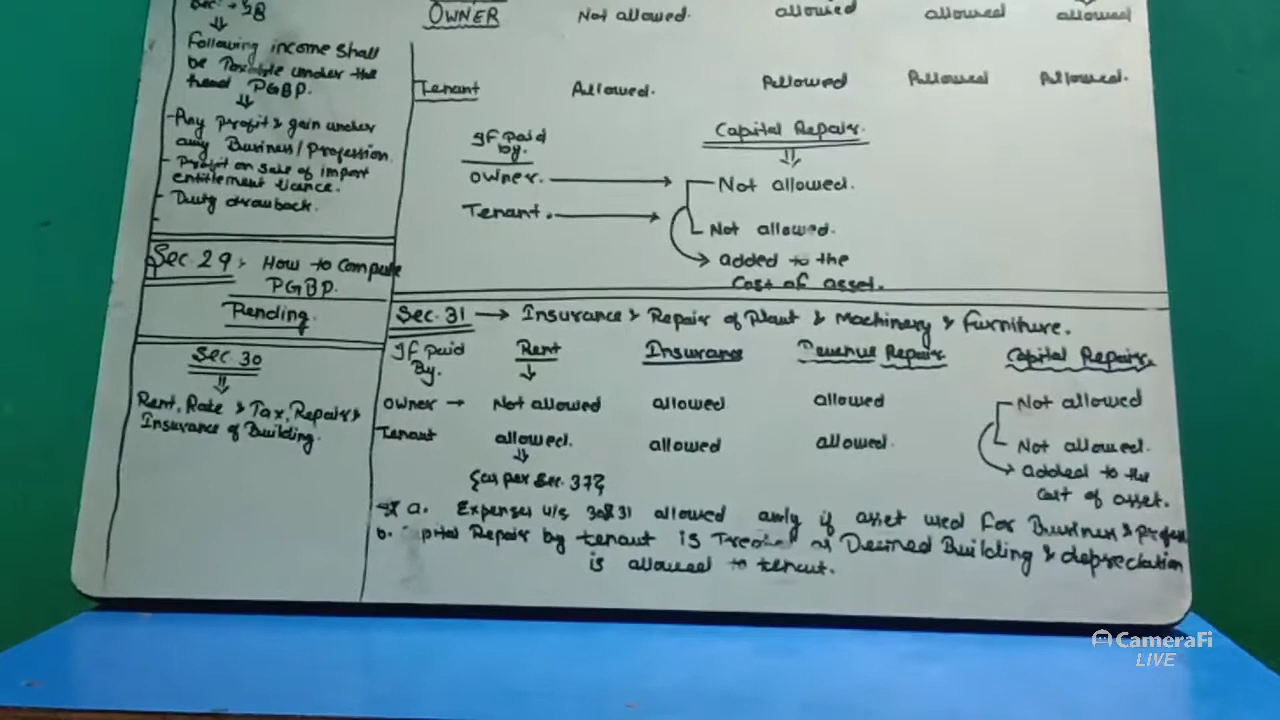 Sec. → 28
⇓
Following income shall
be Taxable under the
head PGBP.
⇓
- Any profit & gain under
any Business/Profession.
- Profit on sale of import
entitlement licance.
- Duty drawback.
-
Sec. 29 > How to Compute
PGBP.
Pending.
Sec. 30
⇓
Rent, Rate & Tax, Repairs &
Insurance of Building.
OWNER Not allowed. allowed allowed allowed
Tenant Allowed. Allowed Allowed Allowed.
If Paid
by.
Capital Repair.
⇓
Owner. → Not allowed.
Tenant. → Not allowed.
→ added to the
Cost of asset.
Sec. 31 → Insurance & Repair of Plant & Machinery & Furniture.
If Paid
By.
Rent Insurance Revenue Repairs Capital Repairs.
↓
Owner → Not allowed allowed allowed Not allowed
Tenant allowed. allowed allowed. Not allowed.
⇓ → added to the
{as per Sec. 37} cost of asset.
a. Expenses u/s 30&31 allowed only if asset used for Business &
b. Repair by tenant is Treated as Deemed Building & depreciation
is allowed to tenant.
CameraFi
LIVE